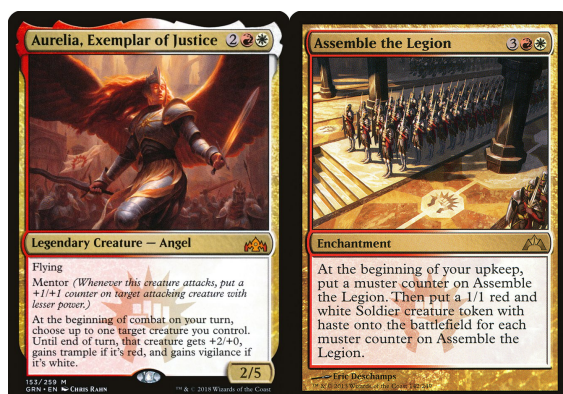 Aurelia, Exemplar of Justice 2
Legendary Creature — Angel
Flying
Mentor (Whenever this creature attacks, put a
+1/+1 counter on target attacking creature with
lesser power.)
At the beginning of combat on your turn,
choose up to one target creature you control.
Until end of turn, that creature gets +2/+0,
gains trample if it's red, and gains vigilance if
it's white.
2/5
153/259 M
GRN • EN Chris Rahn
™ & © 2018 Wizards of the Coast
Assemble the Legion 3
Enchantment
At the beginning of your upkeep,
put a muster counter on Assemble
the Legion. Then put a 1/1 red and
white Soldier creature token with
haste onto the battlefield for each
muster counter on Assemble the
Legion.
Eric Deschamps
Wizards of the Coast